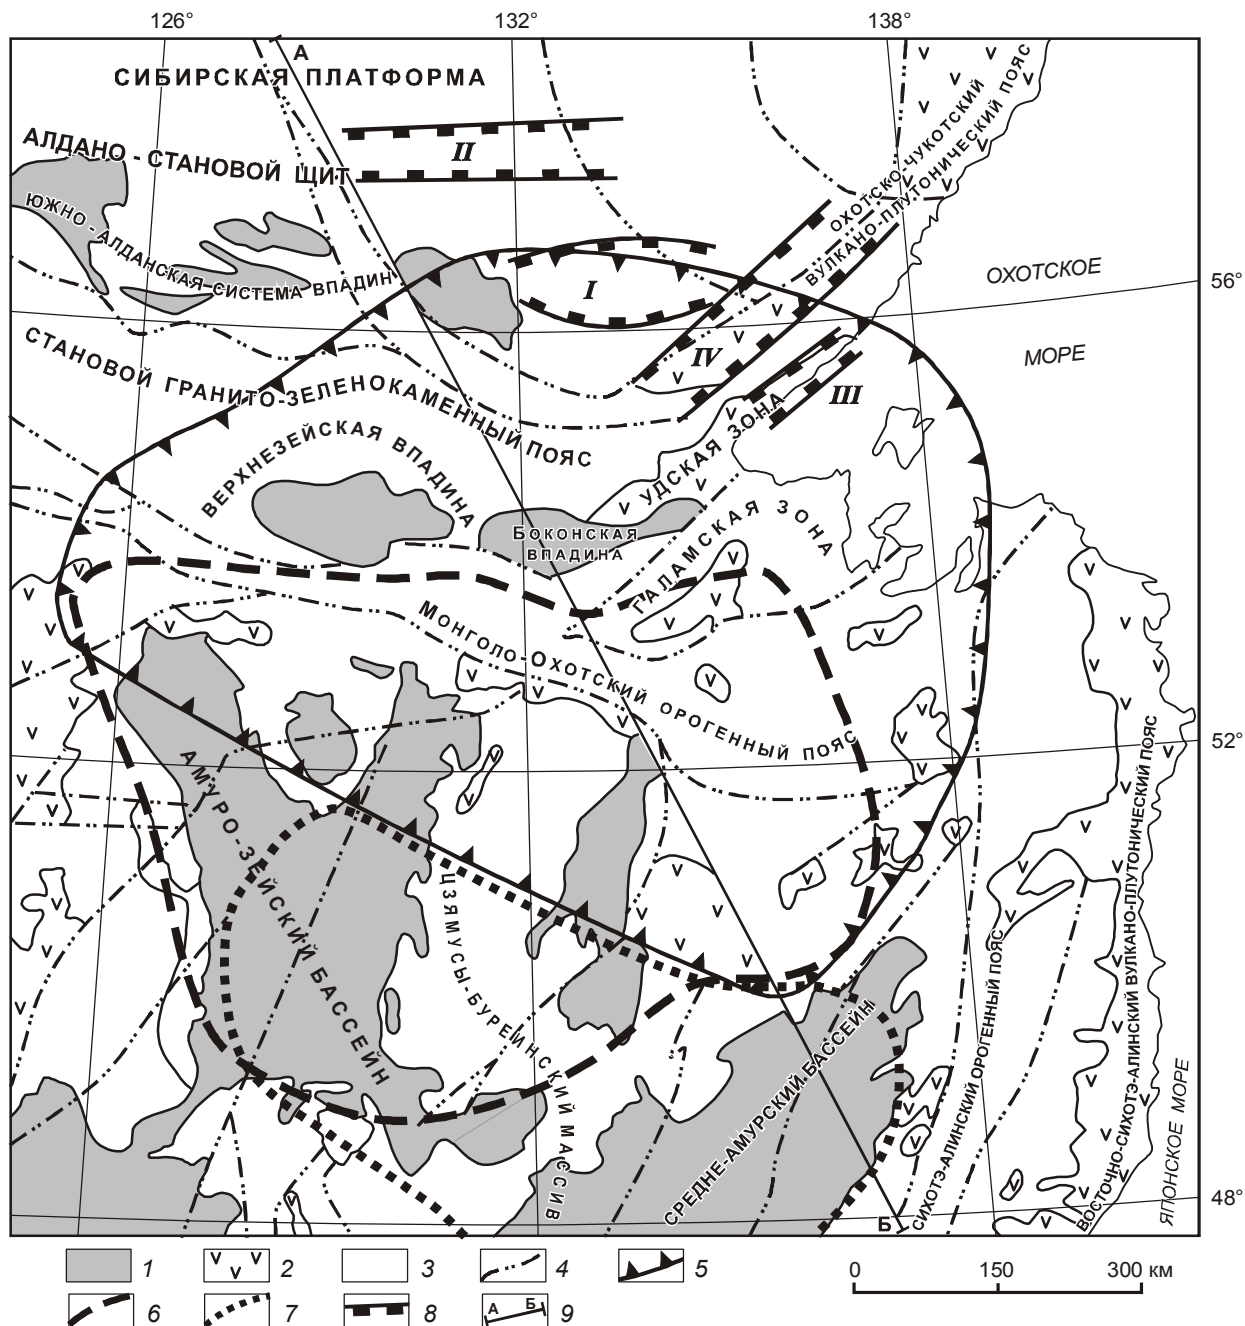 126° 132° 138°
А
СИБИРСКАЯ ПЛАТФОРМА
АЛДАНО - СТАНОВОЙ ЩИТ
II
ОХОТСКО-ЧУКОТСКИЙ
ВУЛКАНО-ПЛУТОНИЧЕСКИЙ ПОЯС
ЮЖНО - АЛДАНСКАЯ СИСТЕМА ВПАДИН
I
ОХОТСКОЕ
МОРЕ
56°
IV
III
СТАНОВОЙ ГРАНИТО-ЗЕЛЕНОКАМЕННЫЙ ПОЯС
ВЕРХНЕЗЕЙСКАЯ ВПАДИНА
УДСКАЯ ЗОНА
БОКОНСКАЯ
ВПАДИНА
ГАЛАМСКАЯ ЗОНА
МОНГОЛО-ОХОТСКИЙ ОРОГЕННЫЙ ПОЯС
52°
АМУРО-ЗЕЙСКИЙ БАССЕЙН
ЦЗЯМУСЫ-БУРЕИНСКИЙ МАССИВ
СРЕДНЕ-АМУРСКИЙ БАССЕЙН
СИХОТЭ-АЛИНСКИЙ ОРОГЕННЫЙ ПОЯС
ВОСТОЧНО-СИХОТЭ-АЛИНСКИЙ ВУЛКАНО-ПЛУТОНИЧЕСКИЙ ПОЯС
ЯПОНСКОЕ МОРЕ
48°
Б
1 2 3 4 5
0 150 300 КМ
6 7 8 А Б 9